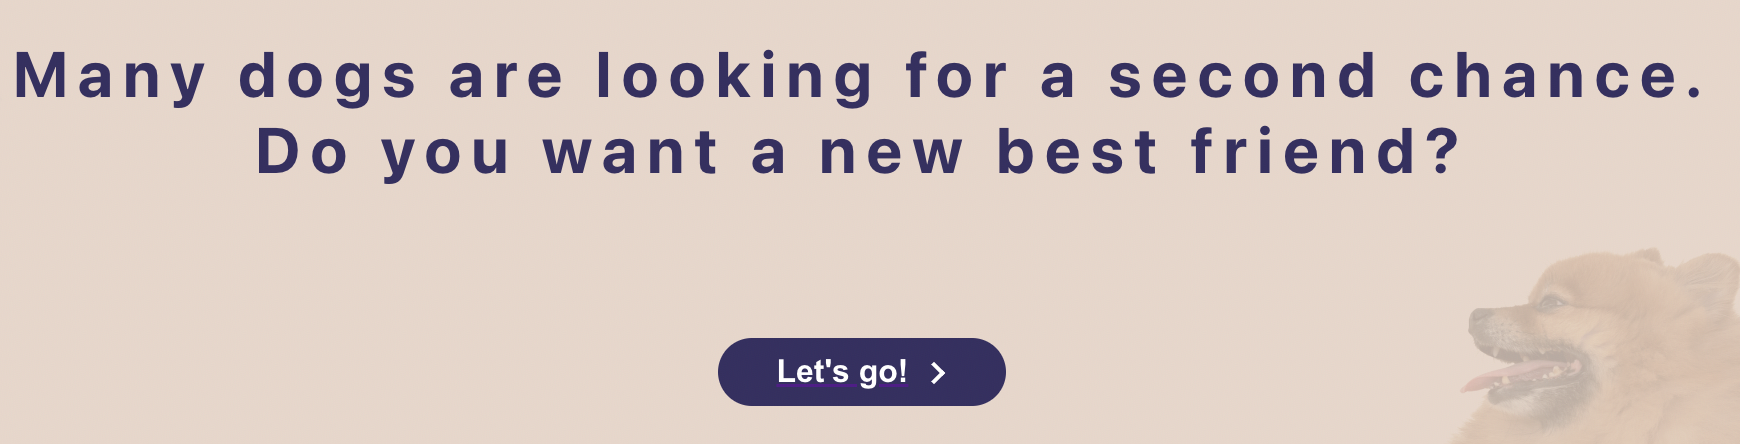 Many dogs are looking for a second chance.
Do you want a new best friend?
Let's go!